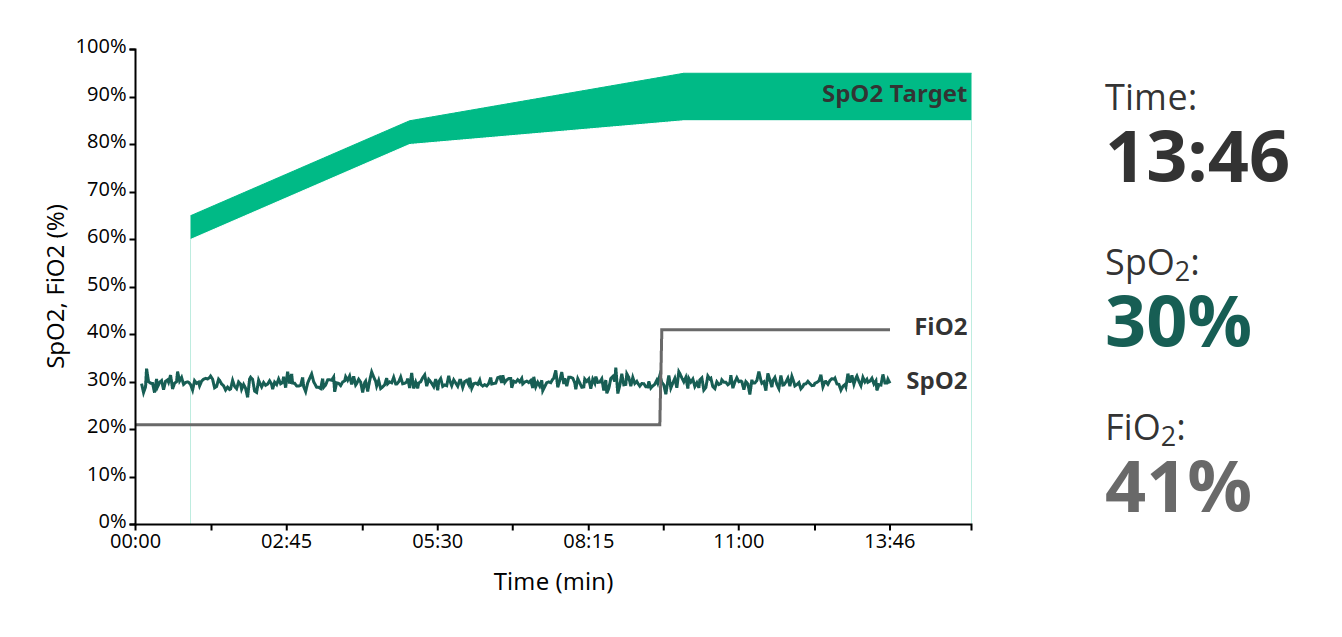 100%
90%
80%
70%
60%
50%
40%
30%
20%
10%
0%
SpO2, FiO2 (%)
SpO2 Target
FiO2
SpO2
00:00
02:45
05:30
08:15
11:00
13:46
Time (min)
Time:
13:46
SpO₂:
30%
FiO₂:
41%